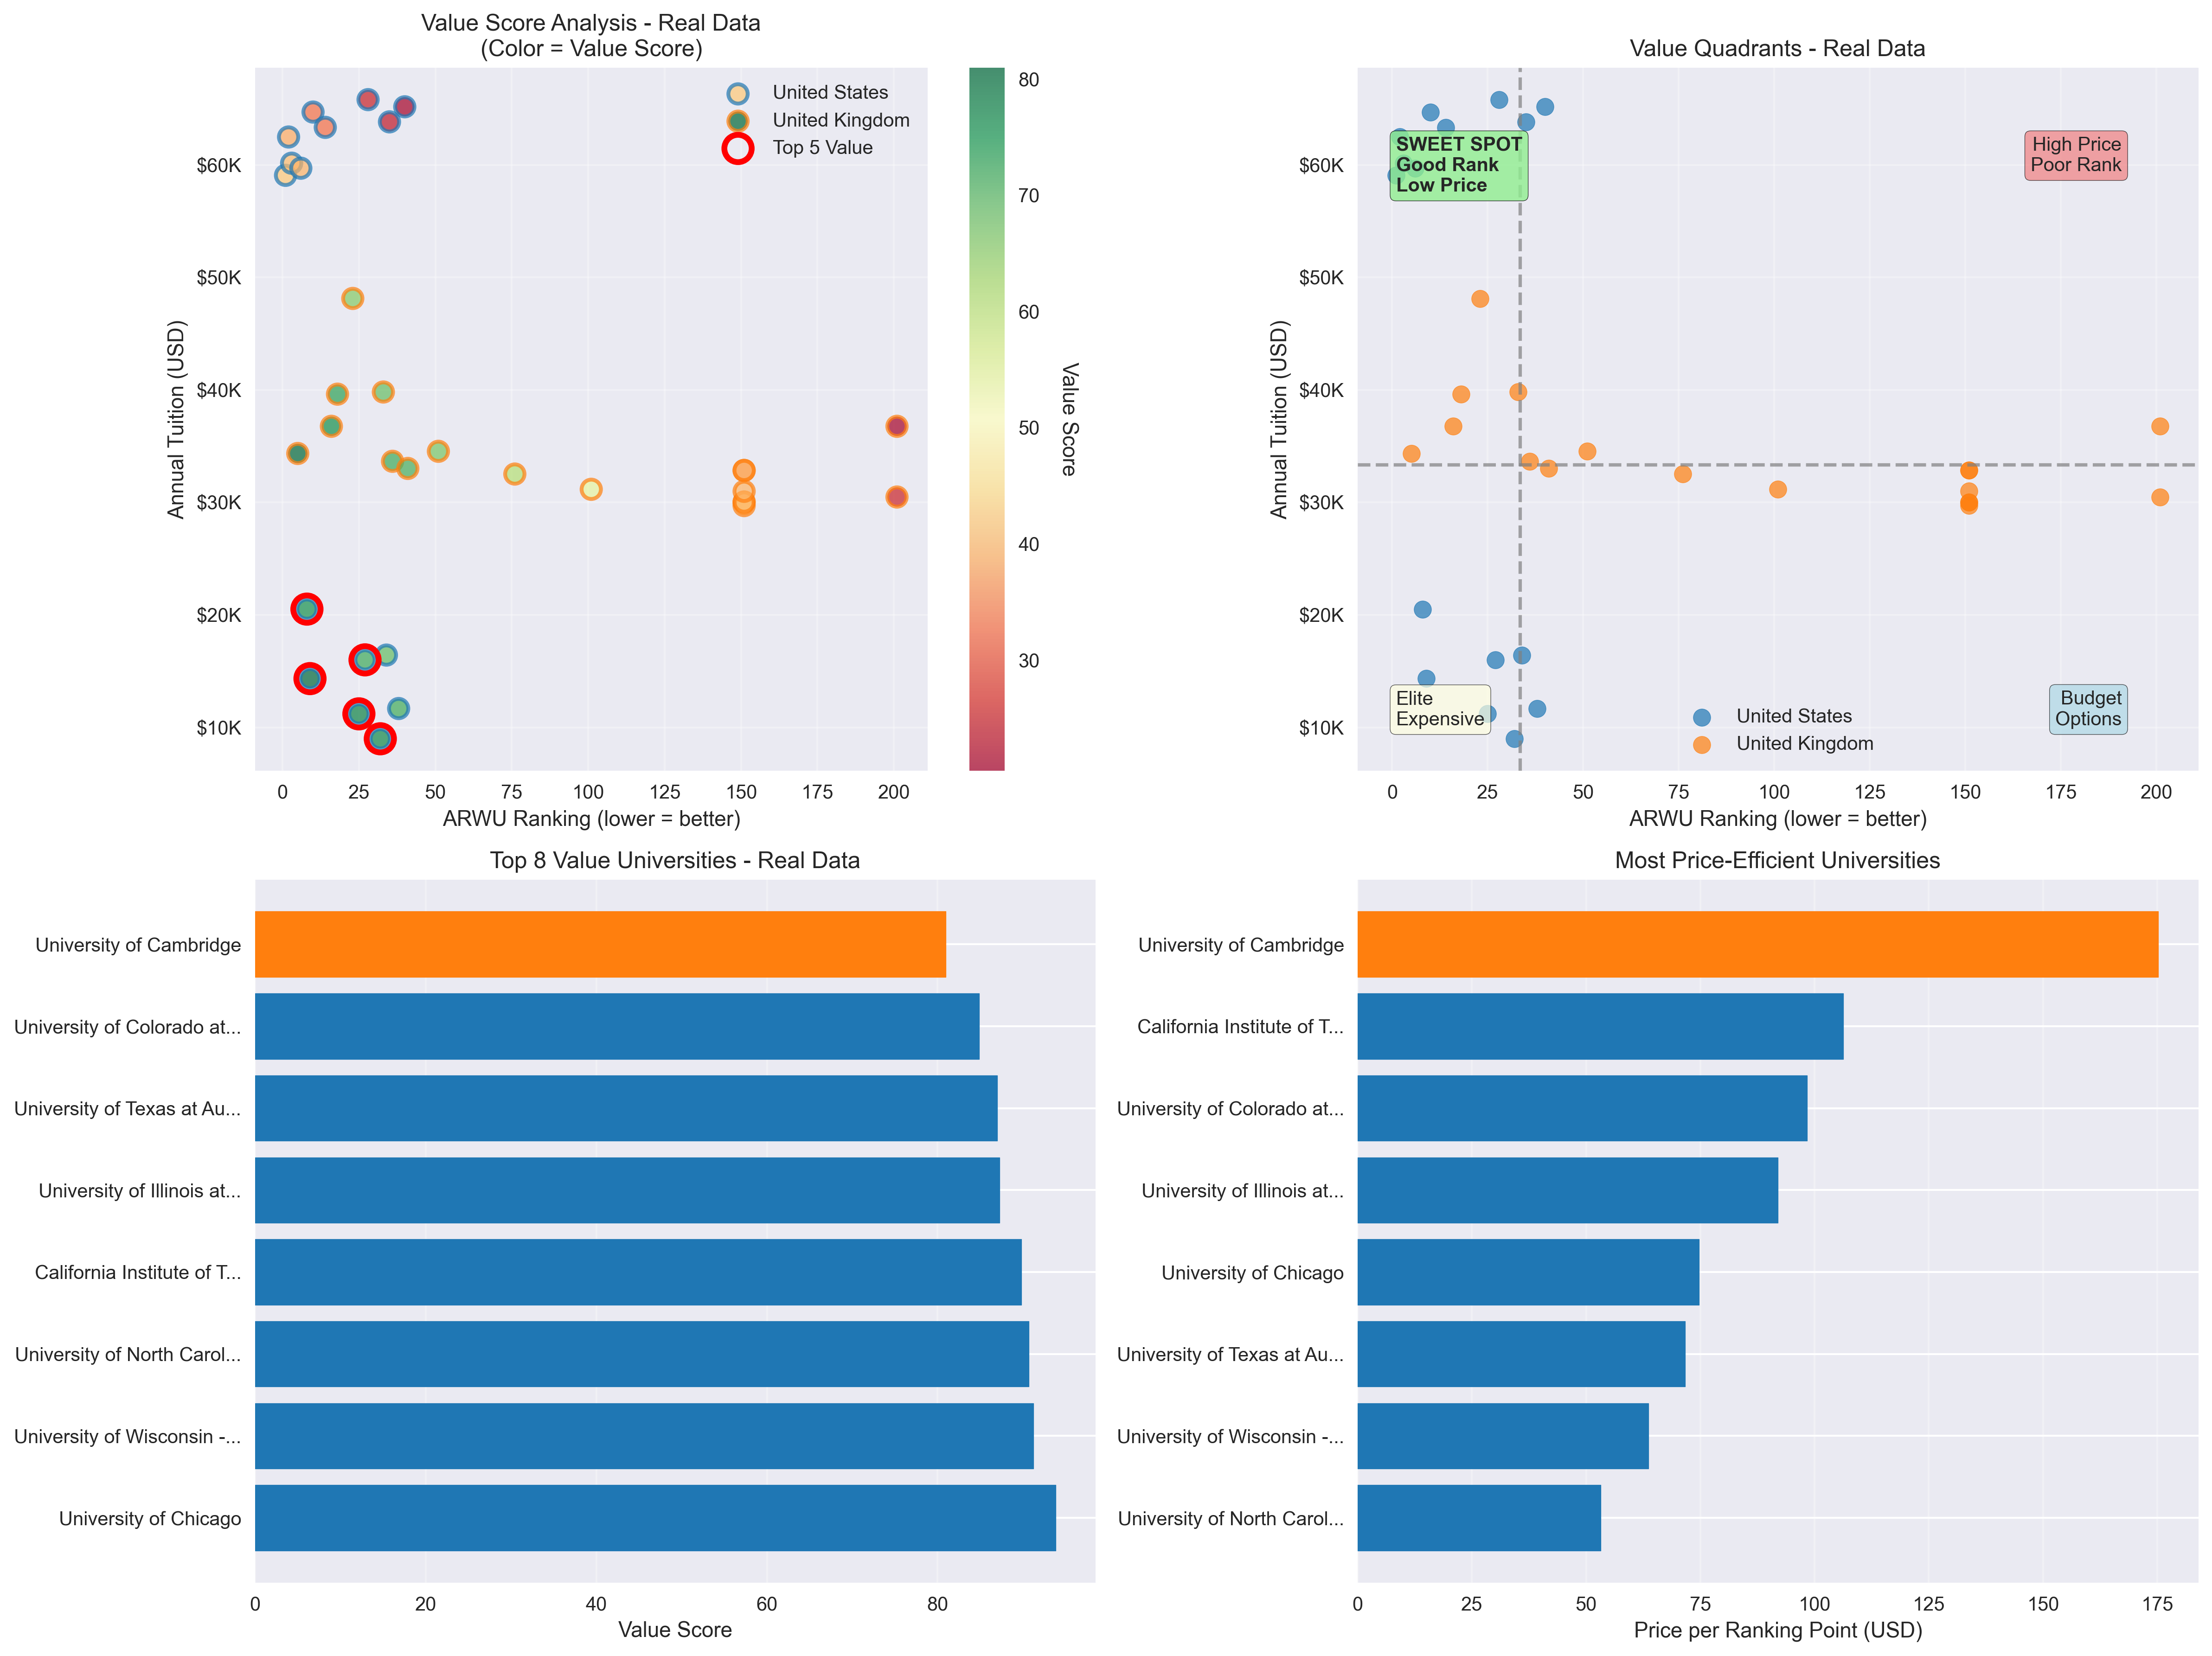 Value Score Analysis - Real Data
(Color = Value Score)
United States
United Kingdom
Top 5 Value
$60K
$50K
$40K
$30K
$20K
$10K
Annual Tuition (USD)
0 25 50 75 100 125 150 175 200
ARWU Ranking (lower = better)
80
70
60
50
40
30
Value Score
Value Quadrants - Real Data
SWEET SPOT
Good Rank
Low Price
High Price
Poor Rank
Elite
Expensive
Budget
Options
United States
United Kingdom
$60K
$50K
$40K
$30K
$20K
$10K
Annual Tuition (USD)
0 25 50 75 100 125 150 175 200
ARWU Ranking (lower = better)
Top 8 Value Universities - Real Data
University of Cambridge
University of Colorado at...
University of Texas at Au...
University of Illinois at...
California Institute of T...
University of North Carol...
University of Wisconsin -...
University of Chicago
0 20 40 60 80
Value Score
Most Price-Efficient Universities
University of Cambridge
California Institute of T...
University of Colorado at...
University of Illinois at...
University of Chicago
University of Texas at Au...
University of Wisconsin -...
University of North Carol...
0 25 50 75 100 125 150 175
Price per Ranking Point (USD)